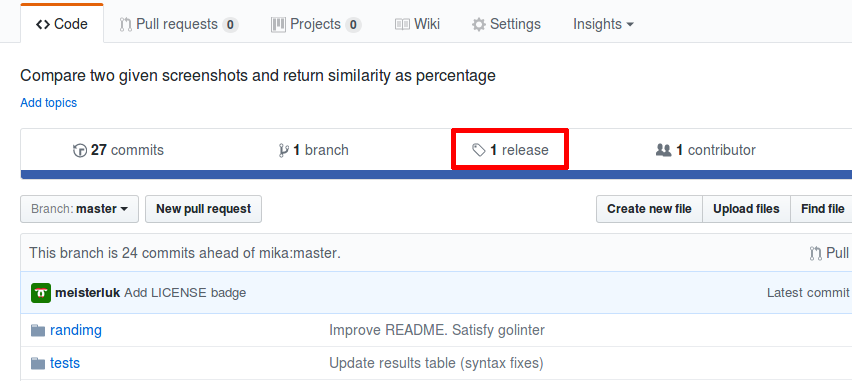 Code Pull requests 0 Projects 0 Wiki Settings Insights
Compare two given screenshots and return similarity as percentage
Add topics
27 commits 1 branch 1 release 1 contributor
Branch: master New pull request Create new file Upload files Find file
This branch is 24 commits ahead of mika:master. Pull
meisterluk Add LICENSE badge Latest commit
randimg Improve README. Satisfy golinter
tests Update results table (syntax fixes)